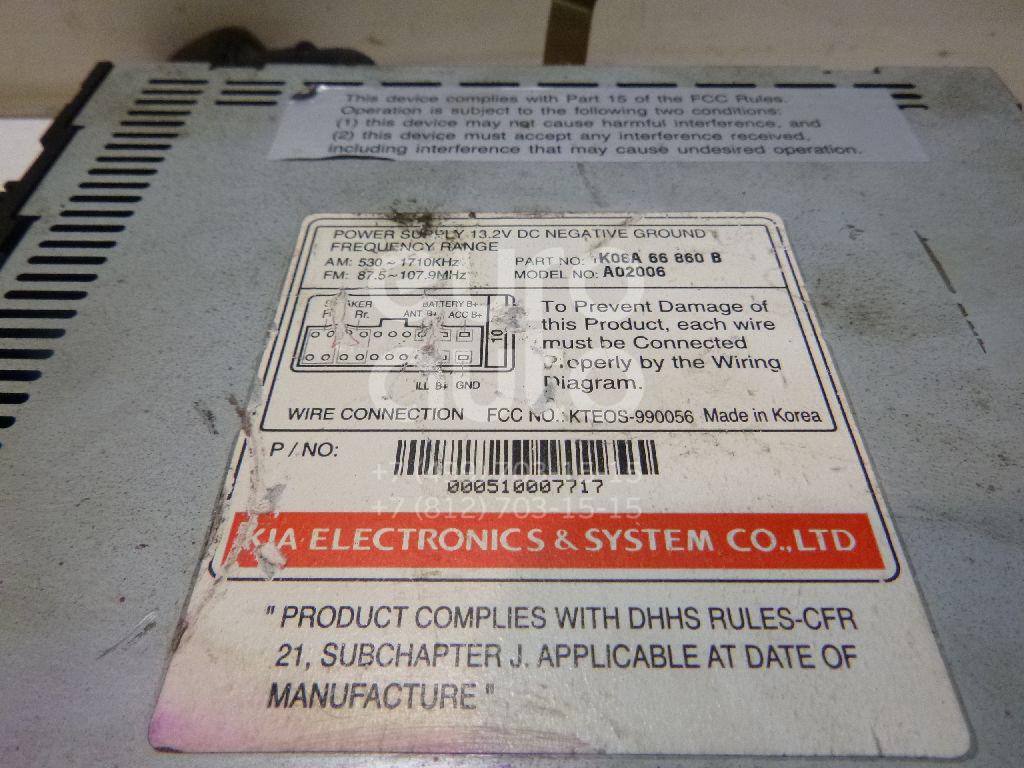 This device complies with Part 15 of the FCC Rules.
Operation is subject to the following two conditions:
(1) this device may not cause harmful interference, and
(2) this device must accept any interference received,
including interference that may cause undesired operation.
POWER SUPPLY 13.2V DC NEGATIVE GROUND
FREQUENCY RANGE
AM: 530 ~ 1710KHz PART NO: 1K06A 66 860 B
FM: 87.5~107.9MHz MODEL NO: A02006
BATTERY B+
Rr. ANT B+ ACC B+
10
ILL B+ GND
To Prevent Damage of
this Product, each wire
must be Connected
Properly by the Wiring
Diagram.
WIRE CONNECTION FCC NO.: KTEOS-990056 Made in Korea
P / NO:
000510007717
+7 (812) 703-15-15
KIA ELECTRONICS & SYSTEM CO.,LTD
" PRODUCT COMPLIES WITH DHHS RULES-CFR
21, SUBCHAPTER J. APPLICABLE AT DATE OF
MANUFACTURE "